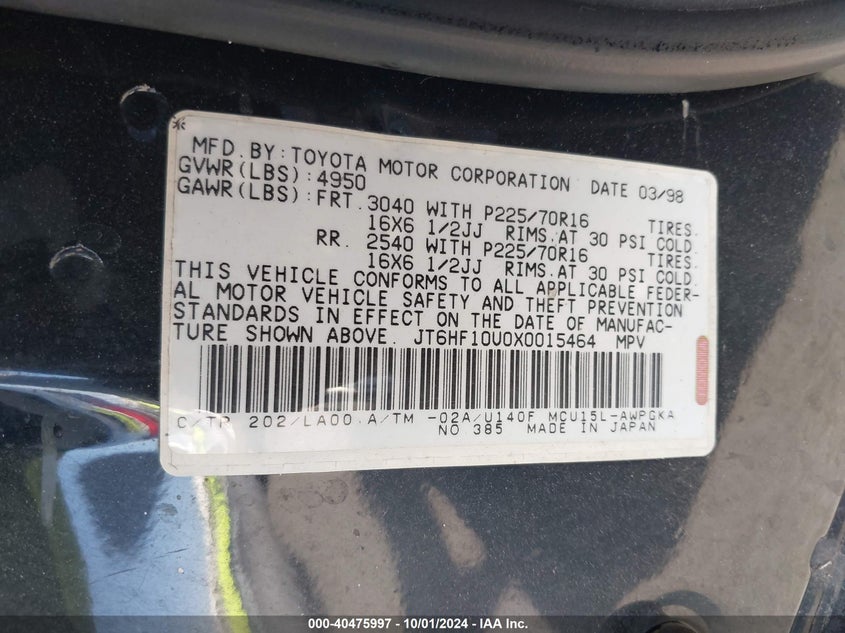 MFD. BY: TOYOTA MOTOR CORPORATION DATE 03/98
GVWR(LBS):4950
GAWR(LBS):FRT. 3040 WITH P225/70R16 TIRES.
16X6 1/2JJ RIMS. AT 30 PSI COLD.
RR. 2540 WITH P225/70R16 TIRES.
16X6 1/2JJ RIMS. AT 30 PSI COLD.
THIS VEHICLE CONFORMS TO ALL APPLICABLE FEDER-
AL MOTOR VEHICLE SAFETY AND THEFT PREVENTION
STANDARDS IN EFFECT ON THE DATE OF MANUFAC-
TURE SHOWN ABOVE. JT6HF10U0X0015464 MPV
C/TR 202/LA00.A/TM -02A/U140F MCU15L-AWPGKA
NO 385 MADE IN JAPAN
000-40475997 - 10/01/2024 - IAA Inc.